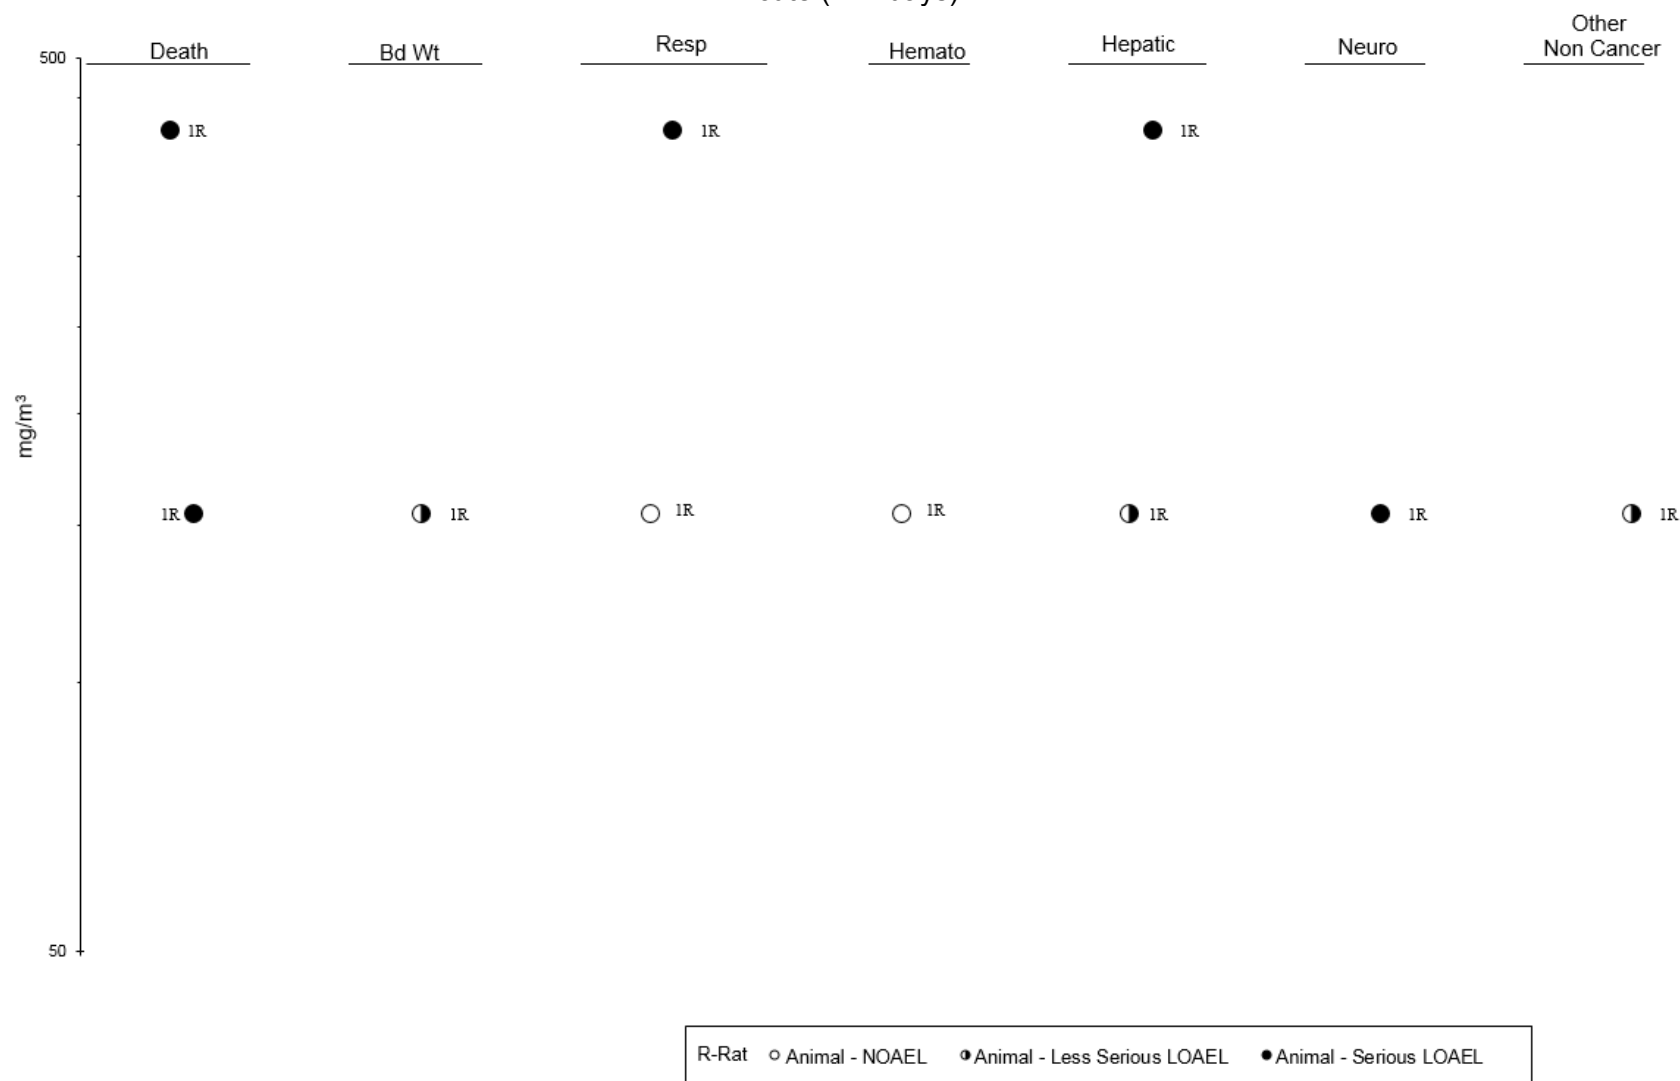 Death Bd Wt Resp Hemato Hepatic Neuro Other Non Cancer
500
1R 1R 1R
mg/m³
1R 1R 1R 1R 1R 1R 1R
50
R-Rat Animal - NOAEL Animal - Less Serious LOAEL Animal - Serious LOAEL